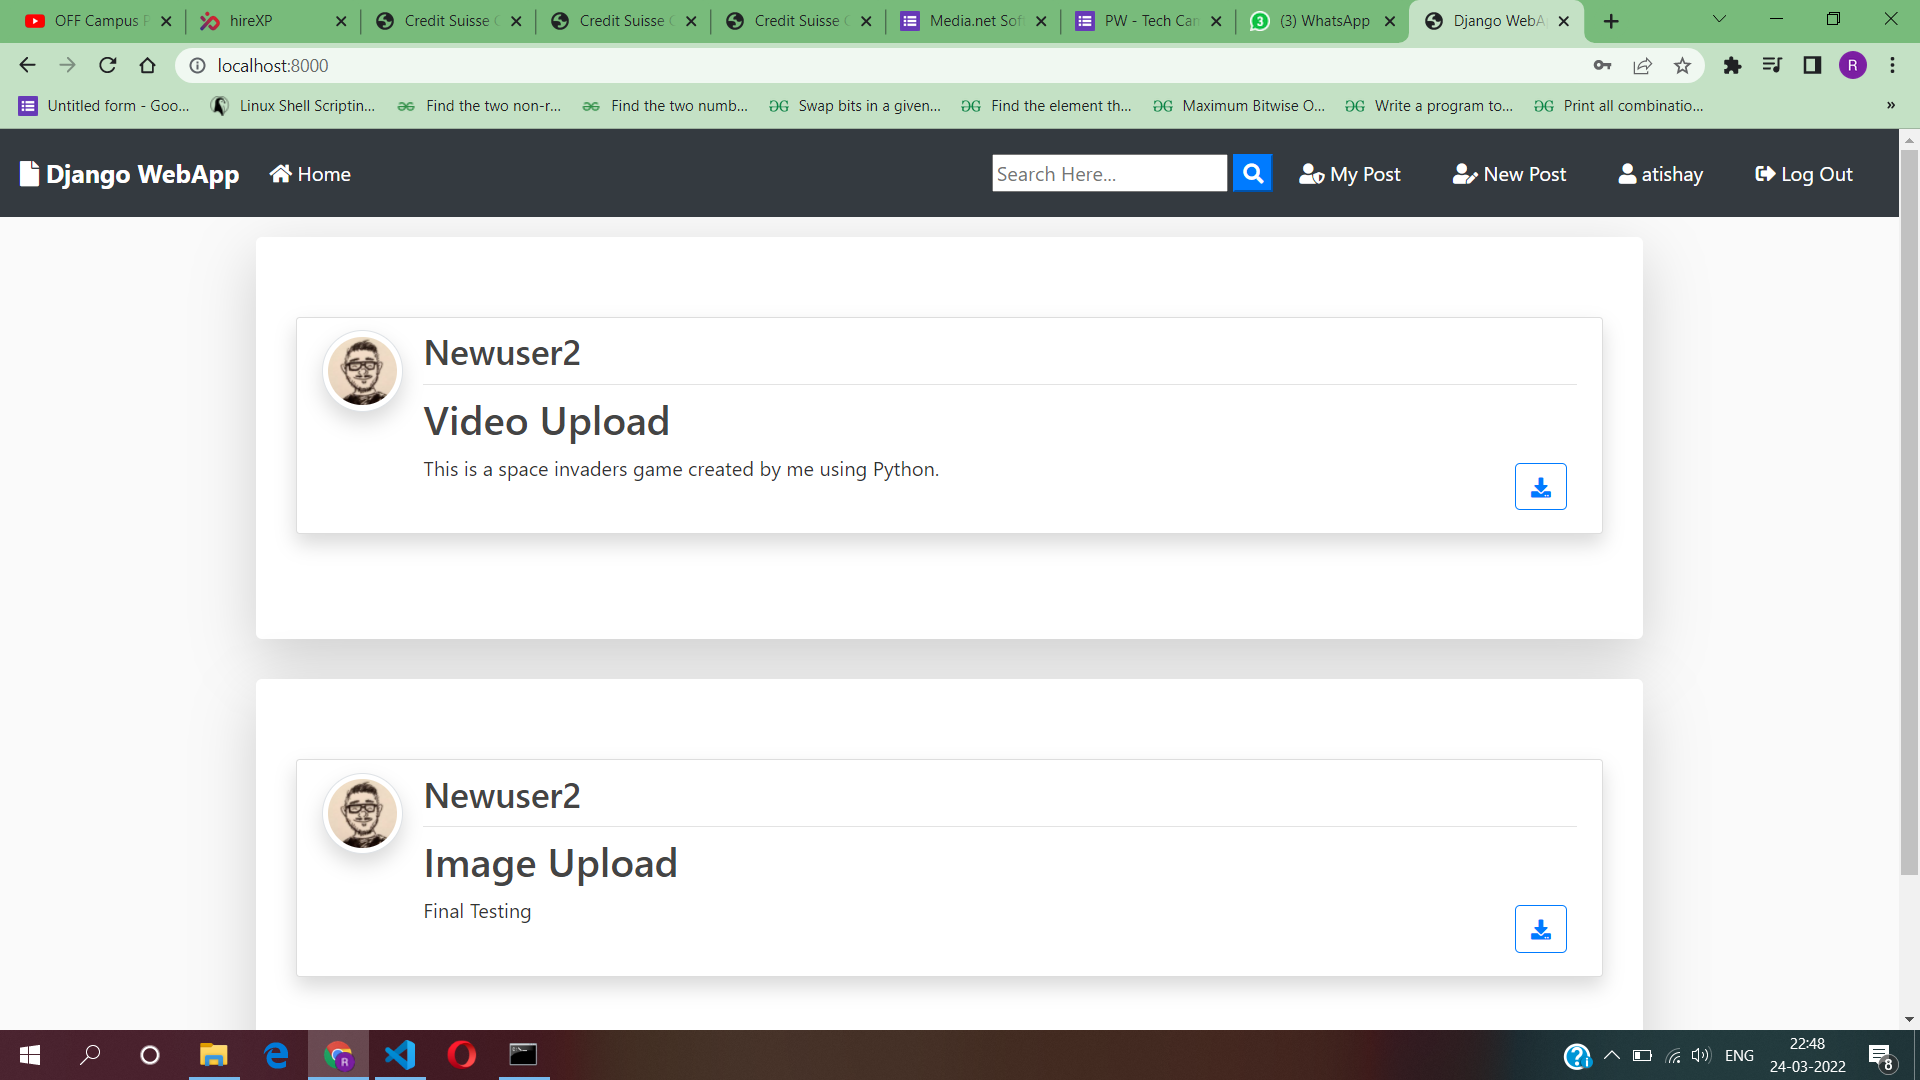 OFF Campus P
hireXP
Credit Suisse C
Credit Suisse C
Credit Suisse C
Media.net Soft
PW - Tech Cam
(3) WhatsApp
Django WebA
localhost:8000
R
Untitled form - Goo...
Linux Shell Scriptin...
Find the two non-r...
Find the two numb...
Swap bits in a given...
Find the element th...
Maximum Bitwise O...
Write a program to...
Print all combinatio...
»
Django WebApp
Home
Search Here...
My Post
New Post
atishay
Log Out
Newuser2
Video Upload
This is a space invaders game created by me using Python.
Newuser2
Image Upload
Final Testing
ENG
22:48
24-03-2022
8